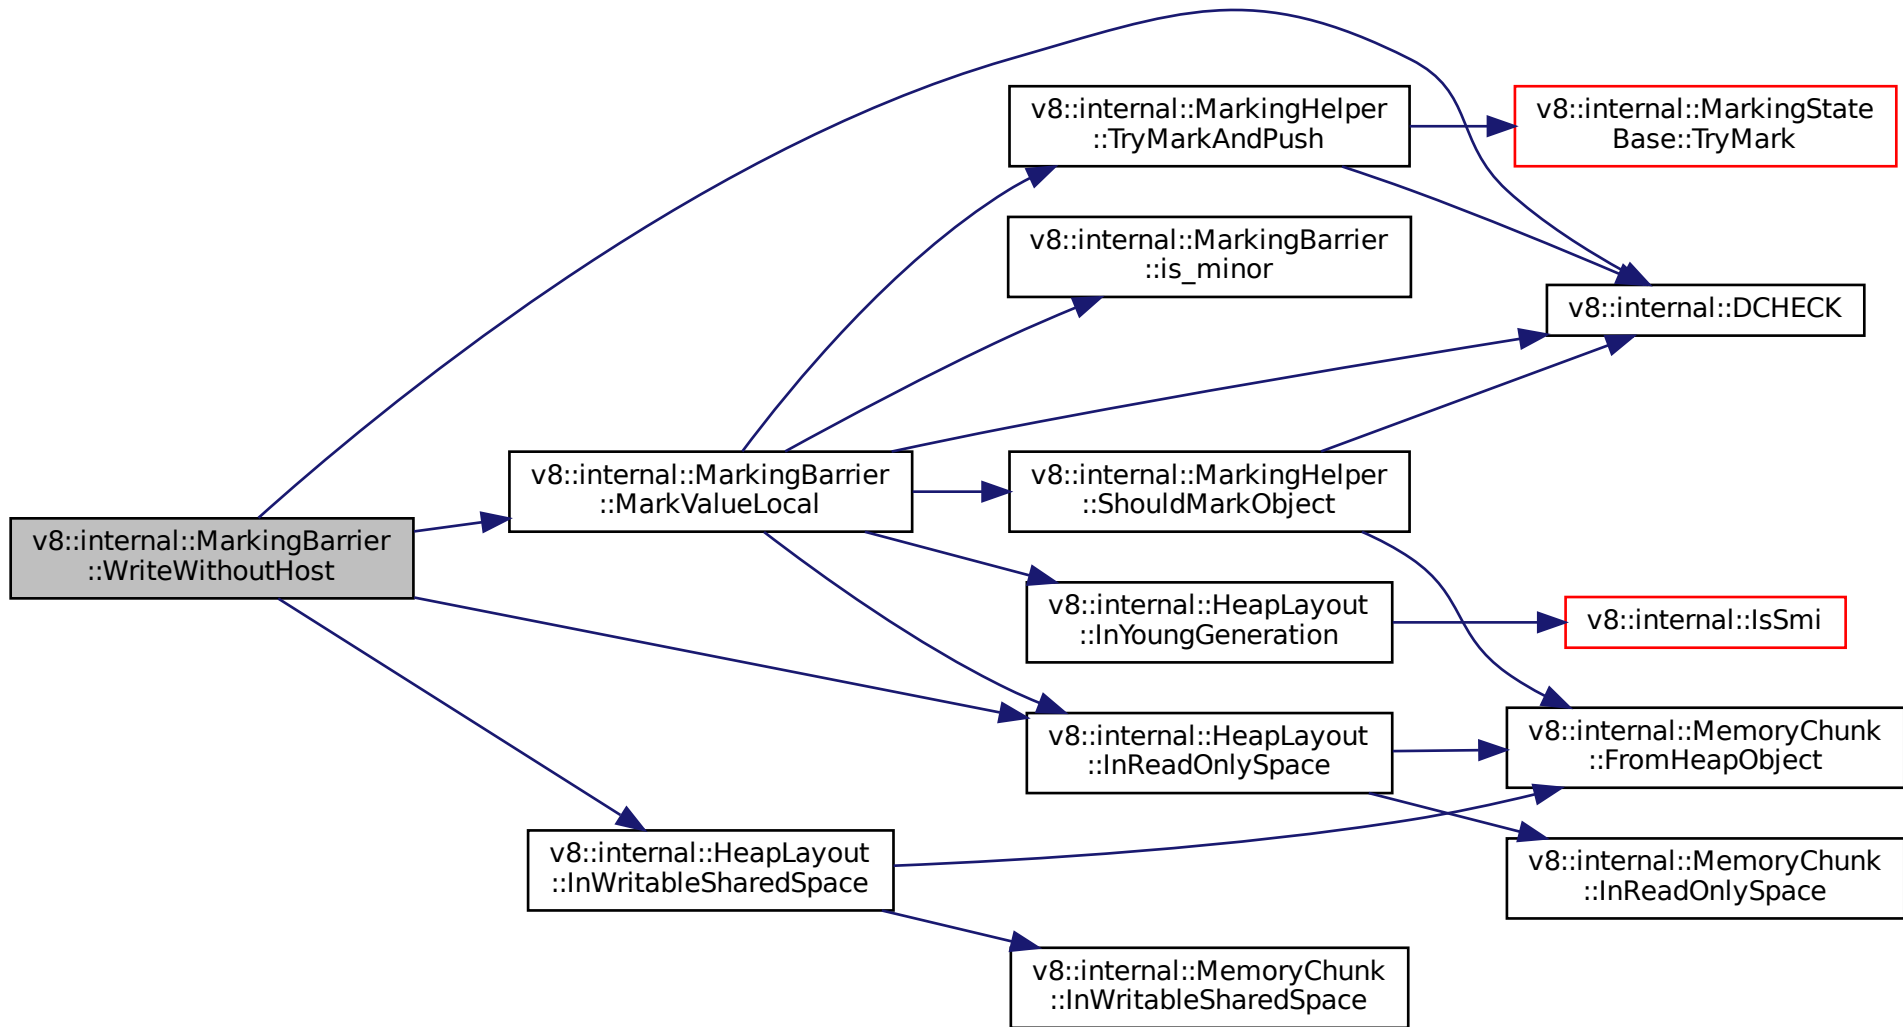 v8::internal::MarkingBarrier
::WriteWithoutHost
v8::internal::MarkingBarrier
::MarkValueLocal
v8::internal::HeapLayout
::InWritableSharedSpace
v8::internal::MarkingHelper
::TryMarkAndPush
v8::internal::MarkingBarrier
::is_minor
v8::internal::MarkingHelper
::ShouldMarkObject
v8::internal::HeapLayout
::InYoungGeneration
v8::internal::HeapLayout
::InReadOnlySpace
v8::internal::MemoryChunk
::InWritableSharedSpace
v8::internal::MarkingState
Base::TryMark
v8::internal::DCHECK
v8::internal::IsSmi
v8::internal::MemoryChunk
::FromHeapObject
v8::internal::MemoryChunk
::InReadOnlySpace